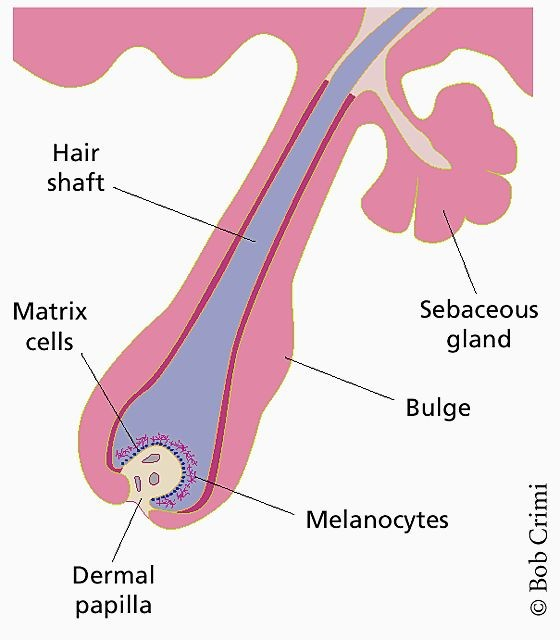 Hair
shaft
Matrix
cells
Sebaceous
gland
Bulge
Melanocytes
Dermal
papilla
© Bob Crimi